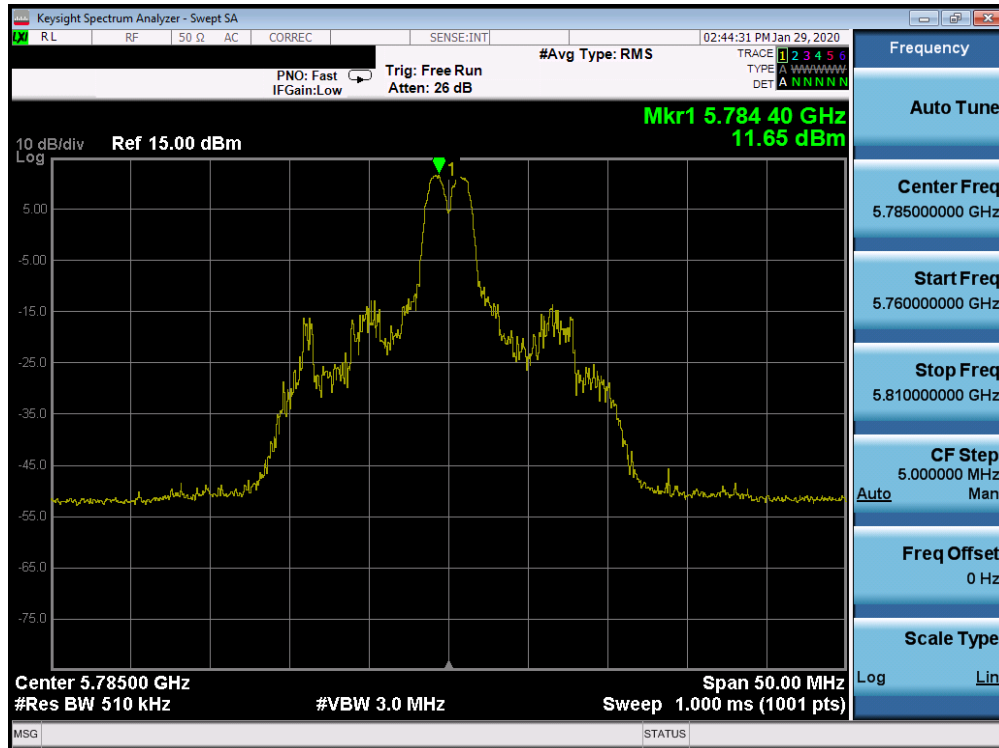 Keysight Spectrum Analyzer - Swept SA
LXI RL RF 50 Ω AC CORREC SENSE:INT 02:44:31 PM Jan 29, 2020
#Avg Type: RMS TRACE 1 2 3 4 5 6
PNO: Fast Trig: Free Run TYPE A WWWWW
IFGain:Low Atten: 26 dB DET A N N N N N
Mkr1 5.784 40 GHz
11.65 dBm
10 dB/div Ref 15.00 dBm
Log
1
5.00
-5.00
-15.0
-25.0
-35.0
-45.0
-55.0
-65.0
-75.0
Center 5.78500 GHz Span 50.00 MHz
#Res BW 510 kHz #VBW 3.0 MHz Sweep 1.000 ms (1001 pts)
MSG STATUS
Frequency
Auto Tune
Center Freq
5.785000000 GHz
Start Freq
5.760000000 GHz
Stop Freq
5.810000000 GHz
CF Step
5.000000 MHz
Auto Man
Freq Offset
0 Hz
Scale Type
Log Lin